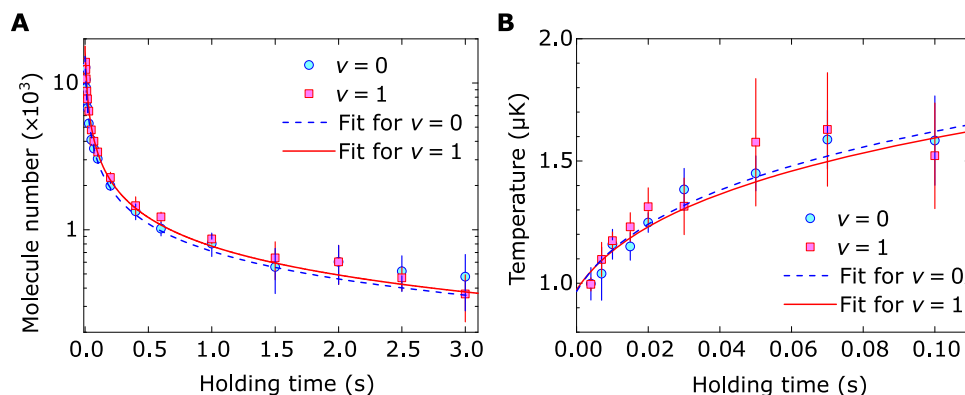 A
Molecule number (×10³)
10
1
v = 0
v = 1
Fit for v = 0
Fit for v = 1
0.0 0.5 1.0 1.5 2.0 2.5 3.0
Holding time (s)
B
Temperature (μK)
2.0
1.5
1.0
v = 0
v = 1
Fit for v = 0
Fit for v = 1
0.00 0.02 0.04 0.06 0.08 0.10
Holding time (s)